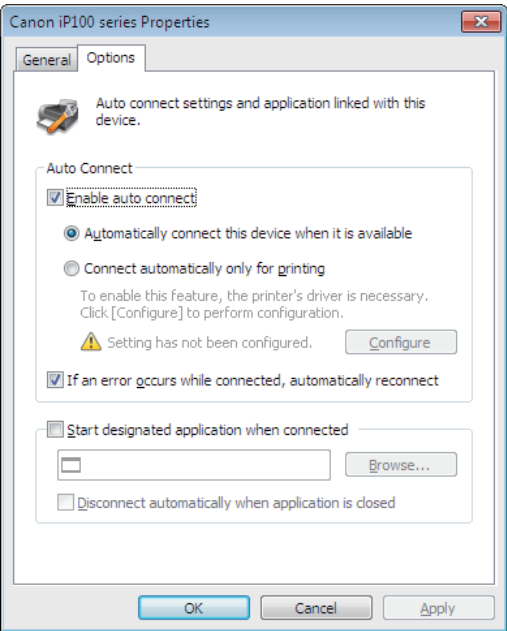 Canon iP100 series Properties
General
Options
Auto connect settings and application linked with this
device.
Auto Connect
Enable auto connect
Automatically connect this device when it is available
Connect automatically only for printing
To enable this feature, the printer's driver is necessary.
Click [Configure] to perform configuration.
Setting has not been configured.
Configure
If an error occurs while connected, automatically reconnect
Start designated application when connected
Browse...
Disconnect automatically when application is closed
OK
Cancel
Apply